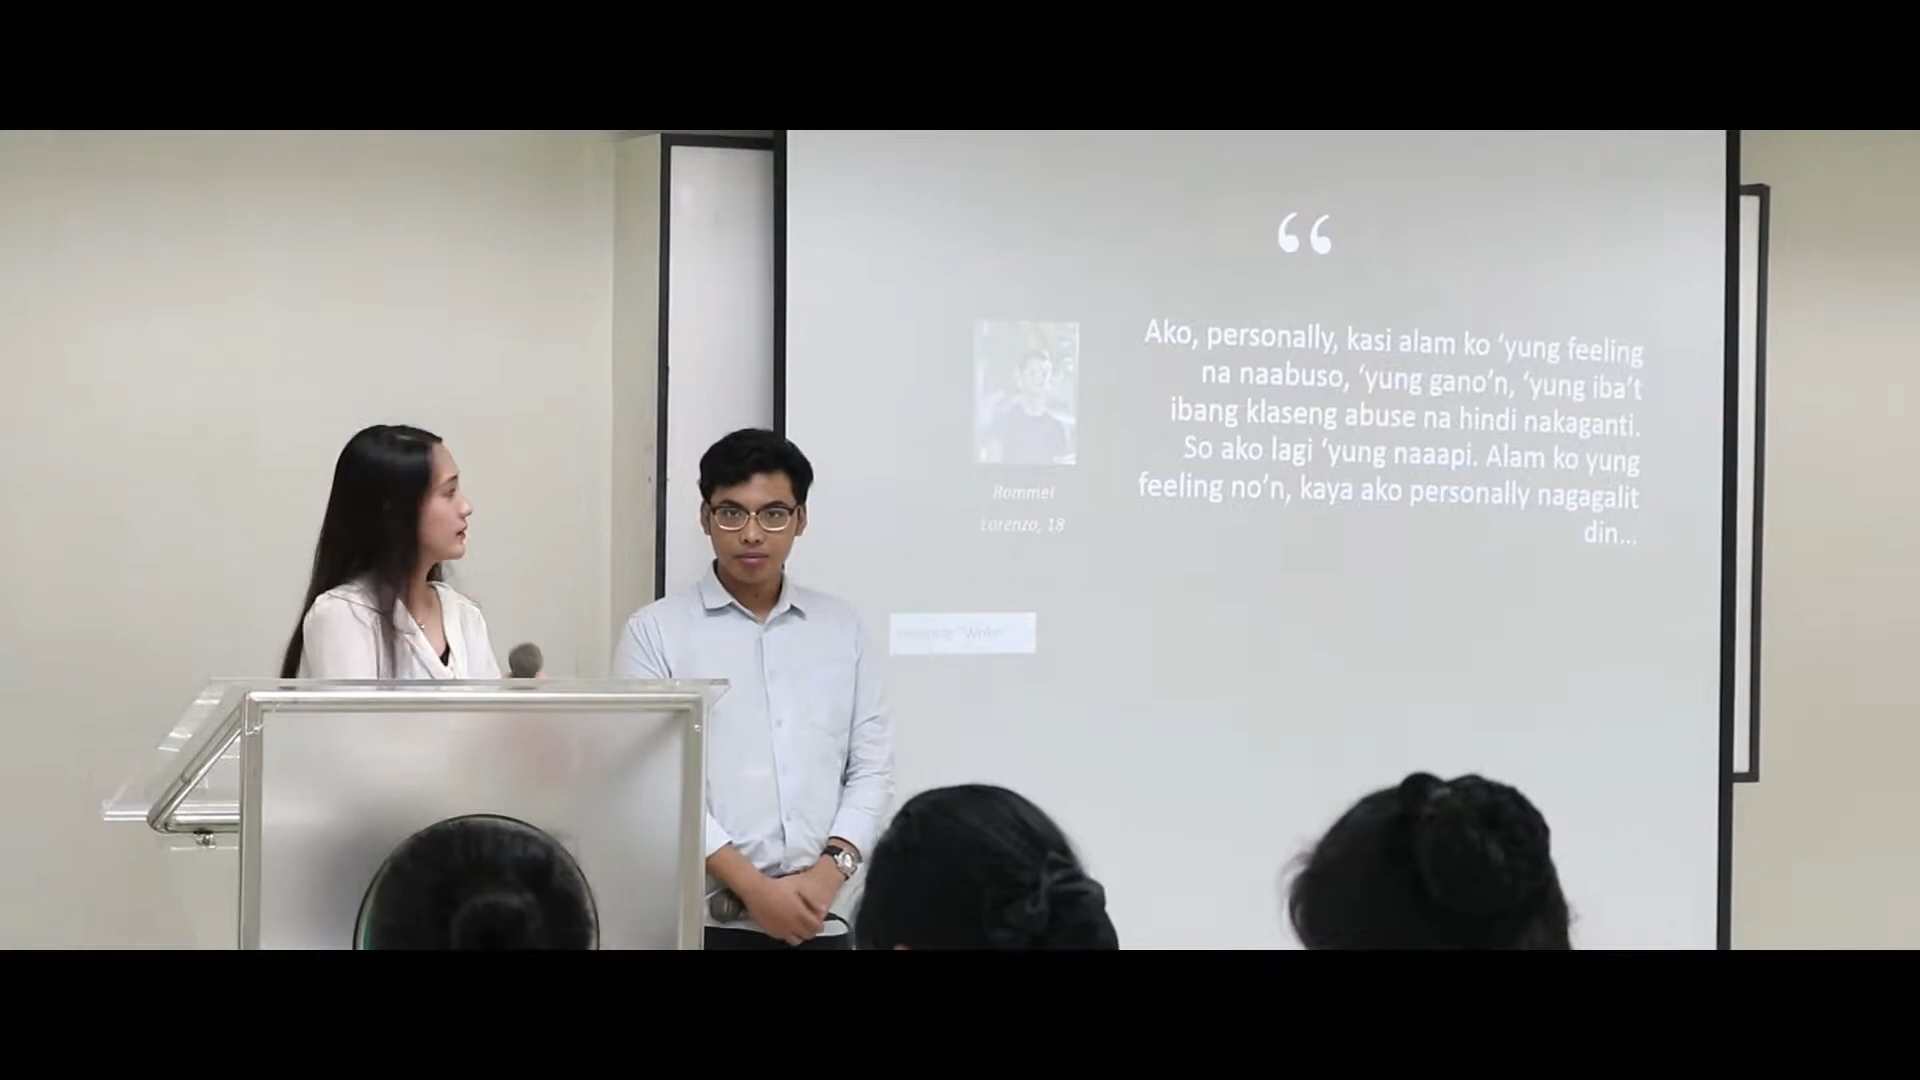 “
Ako, personally, kasi alam ko ‘yung feeling
na naabuso, ‘yung gano’n, ‘yung iba’t
ibang klaseng abuse na hindi nakaganti.
So ako lagi ‘yung naaapi. Alam ko yung
feeling no’n, kaya ako personally nagagalit
din...
Rommel
Lorenzo, 18
"Woke"